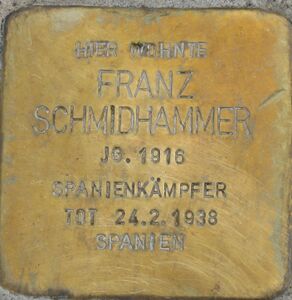 HIER WOHNTE
FRANZ
SCHMIDHAMMER
JG. 1916
SPANIENKÄMPFER
TOT 24.2.1938
SPANIEN